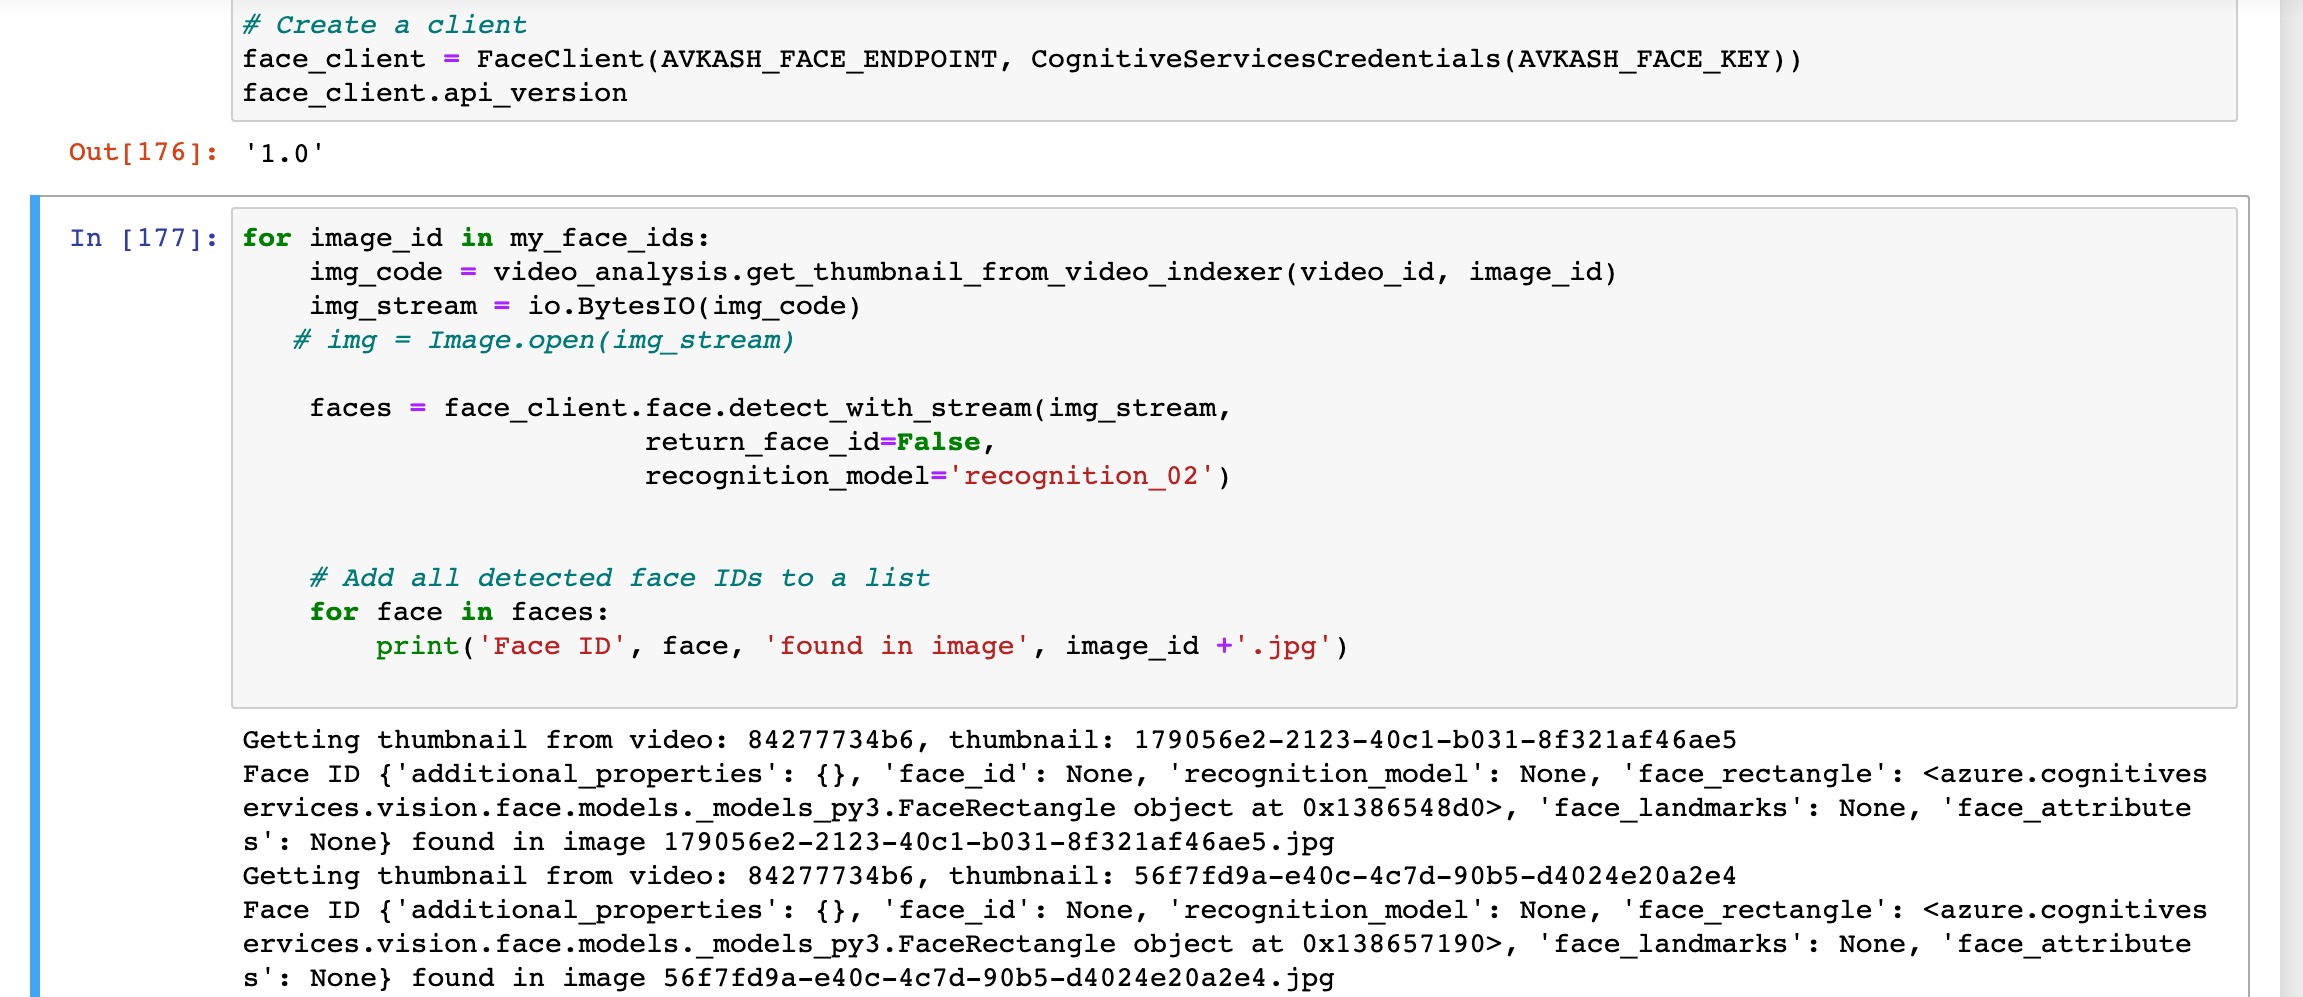 # Create a client
face_client = FaceClient(AVKASH_FACE_ENDPOINT, CognitiveServicesCredentials(AVKASH_FACE_KEY))
face_client.api_version
Out[176]: '1.0'
In [177]: for image_id in my_face_ids:
    img_code = video_analysis.get_thumbnail_from_video_indexer(video_id, image_id)
    img_stream = io.BytesIO(img_code)
   # img = Image.open(img_stream)
    faces = face_client.face.detect_with_stream(img_stream,
                        return_face_id=False,
                        recognition_model='recognition_02')
    # Add all detected face IDs to a list
    for face in faces:
        print('Face ID', face, 'found in image', image_id +'.jpg')
Getting thumbnail from video: 84277734b6, thumbnail: 179056e2-2123-40c1-b031-8f321af46ae5
Face ID {'additional_properties': {}, 'face_id': None, 'recognition_model': None, 'face_rectangle': <azure.cognitives
ervices.vision.face.models._models_py3.FaceRectangle object at 0x1386548d0>, 'face_landmarks': None, 'face_attribute
s': None} found in image 179056e2-2123-40c1-b031-8f321af46ae5.jpg
Getting thumbnail from video: 84277734b6, thumbnail: 56f7fd9a-e40c-4c7d-90b5-d4024e20a2e4
Face ID {'additional_properties': {}, 'face_id': None, 'recognition_model': None, 'face_rectangle': <azure.cognitives
ervices.vision.face.models._models_py3.FaceRectangle object at 0x138657190>, 'face_landmarks': None, 'face_attribute
s': None} found in image 56f7fd9a-e40c-4c7d-90b5-d4024e20a2e4.jpg